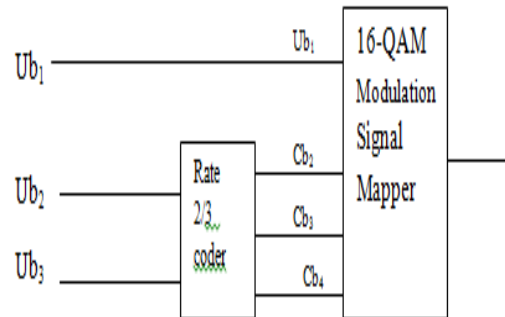 Ub₁
Ub₂
Ub₃
Rate
2/3
coder
Ub₁
Cb₂
Cb₃
Cb₄
16-QAM
Modulation
Signal
Mapper